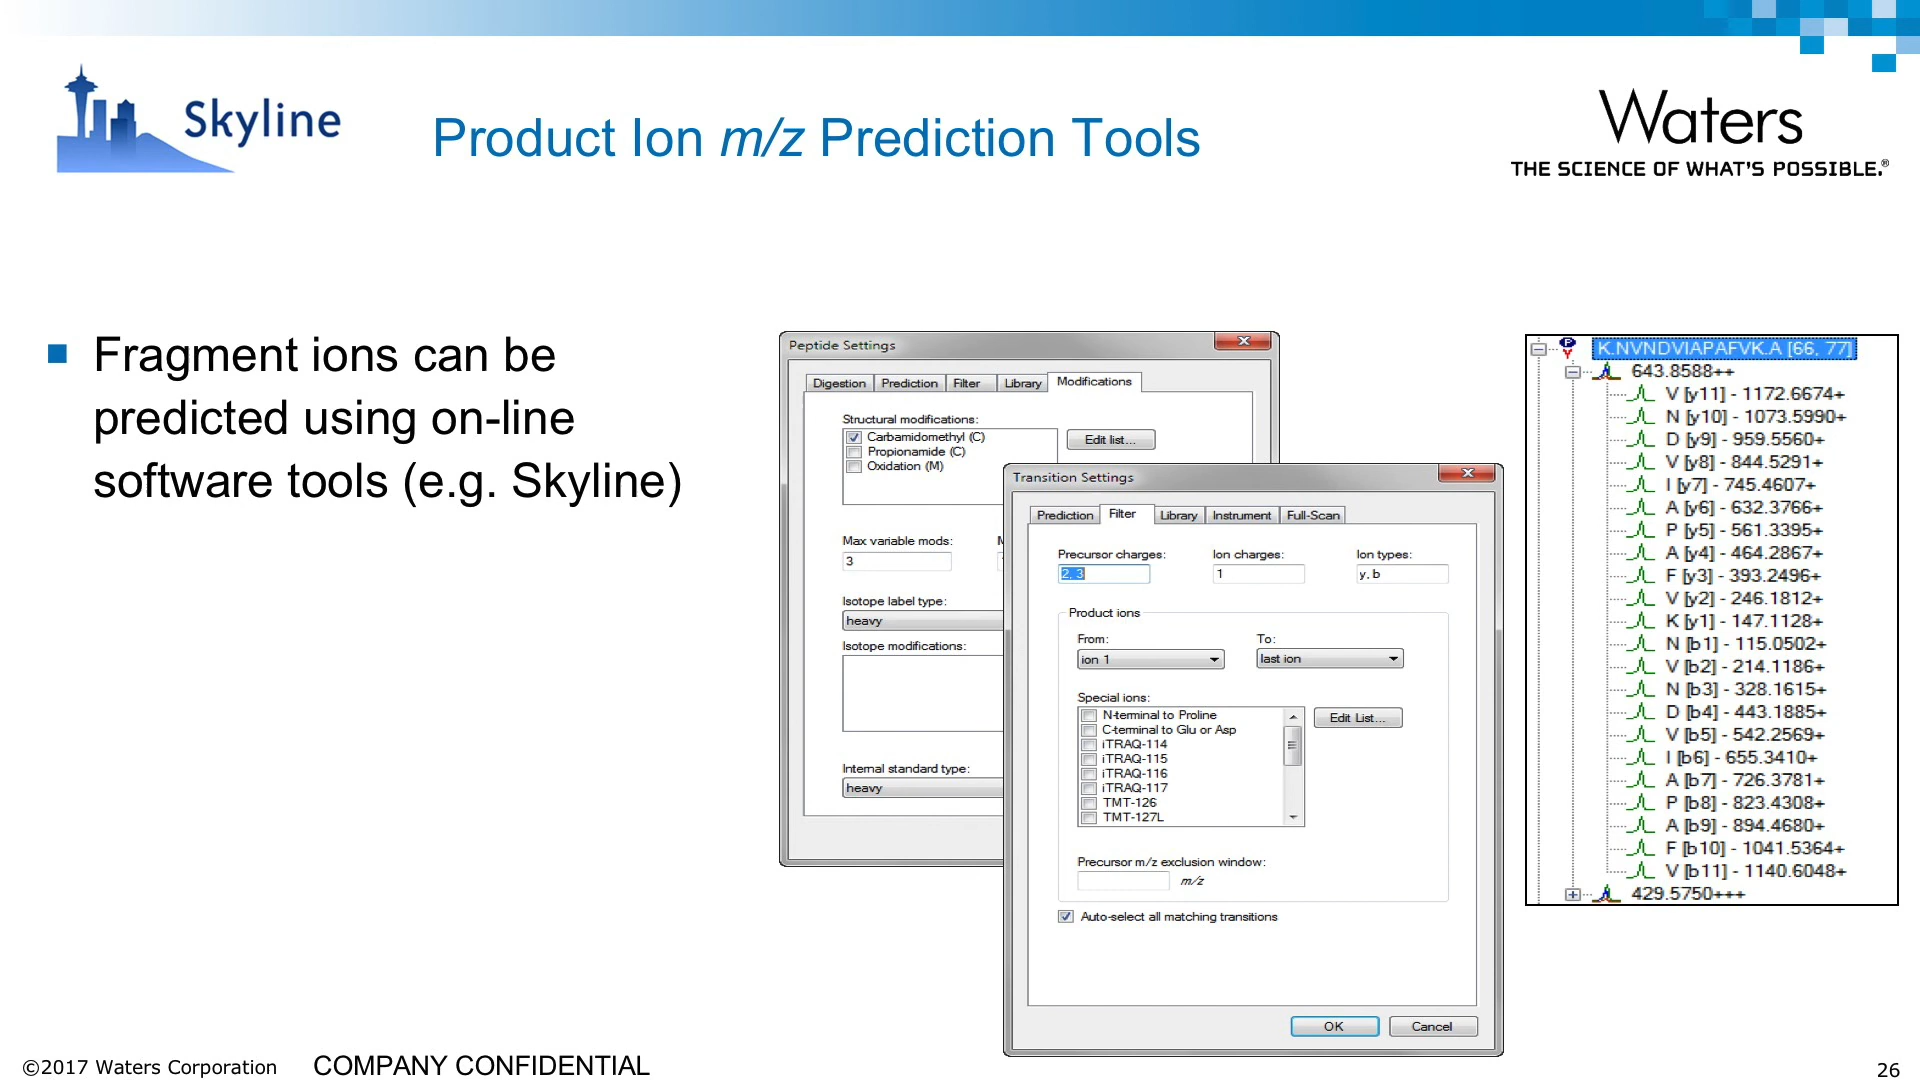 Skyline
Product Ion m/z Prediction Tools
Waters
THE SCIENCE OF WHAT'S POSSIBLE.®
Fragment ions can be
predicted using on-line
software tools (e.g. Skyline)
Peptide Settings
Digestion Prediction Filter Library Modifications
Structural modifications:
Carbamidomethyl (C)
Propionamide (C)
Oxidation (M)
Edit list...
Max variable mods:
3
Isotope label type:
heavy
Isotope modifications:
Internal standard type:
heavy
Transition Settings
Prediction Filter Library Instrument Full-Scan
Precursor charges: Ion charges: Ion types:
2, 3 1 y, b
Product ions
From: To:
ion 1 last ion
Special ions:
N-terminal to Proline
C-terminal to Glu or Asp
iTRAQ-114
iTRAQ-115
iTRAQ-116
iTRAQ-117
TMT-126
TMT-127L
Edit List...
Precursor m/z exclusion window:
m/z
Auto-select all matching transitions
OK Cancel
K.NVNDVIAPAFVK.A [66, 77]
643.8588++
V [y11] - 1172.6674+
N [y10] - 1073.5990+
D [y9] - 959.5560+
V [y8] - 844.5291+
I [y7] - 745.4607+
A [y6] - 632.3766+
P [y5] - 561.3395+
A [y4] - 464.2867+
F [y3] - 393.2496+
V [y2] - 246.1812+
K [y1] - 147.1128+
N [b1] - 115.0502+
V [b2] - 214.1186+
N [b3] - 328.1615+
D [b4] - 443.1885+
V [b5] - 542.2569+
I [b6] - 655.3410+
A [b7] - 726.3781+
P [b8] - 823.4308+
A [b9] - 894.4680+
F [b10] - 1041.5364+
V [b11] - 1140.6048+
429.5750+++
©2017 Waters Corporation COMPANY CONFIDENTIAL
26